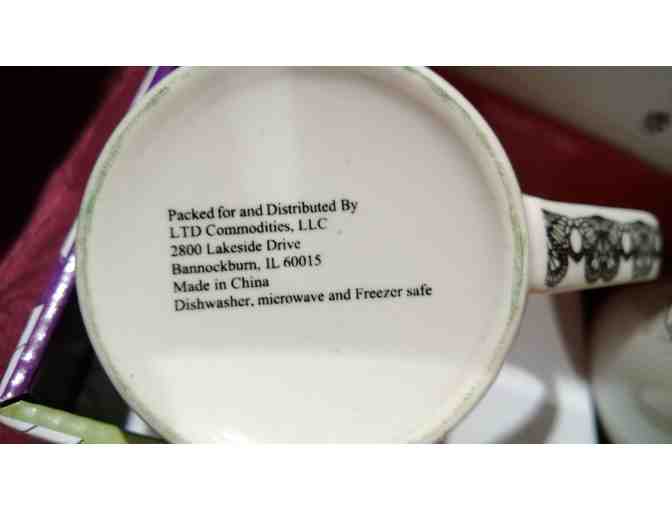 Packed for and Distributed By
LTD Commodities, LLC
2800 Lakeside Drive
Bannockburn, IL 60015
Made in China
Dishwasher, microwave and Freezer safe